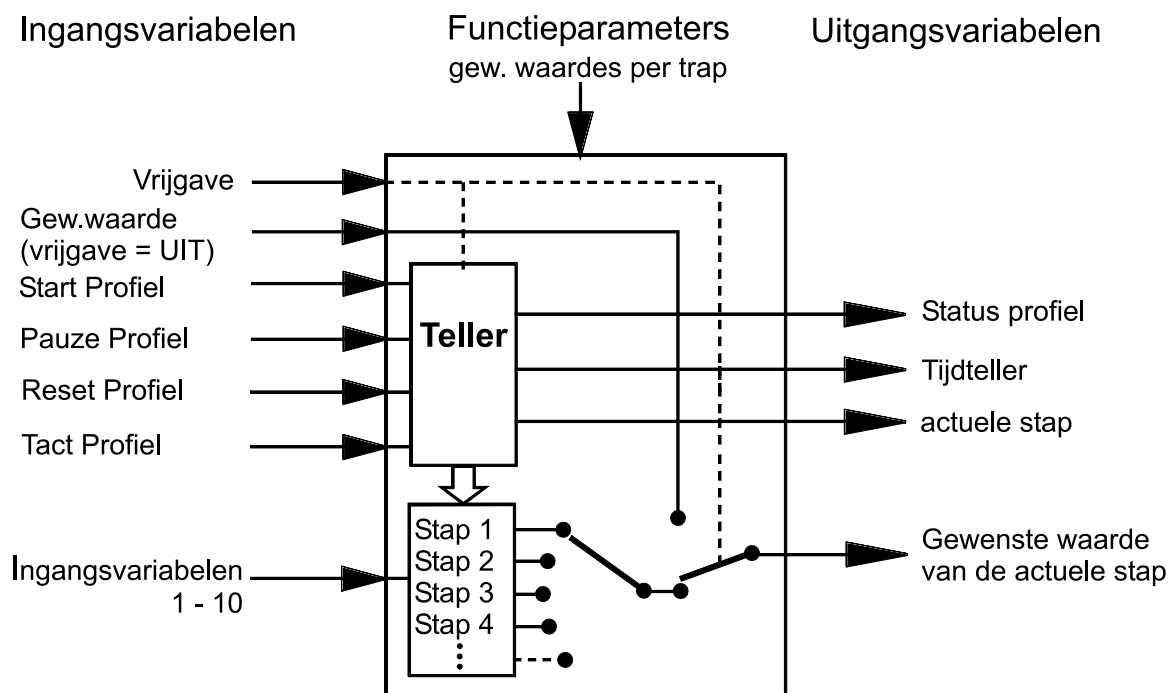 Ingangsvariabelen
Functieparameters
gew. waardes per trap
Uitgangsvariabelen
Vrijgave
Gew.waarde
(vrijgave = UIT)
Start Profiel
Pauze Profiel
Reset Profiel
Tact Profiel
Teller
Status profiel
Tijdteller
actuele stap
Ingangsvariabelen
1 - 10
Stap 1
Stap 2
Stap 3
Stap 4
Gewenste waarde
van de actuele stap